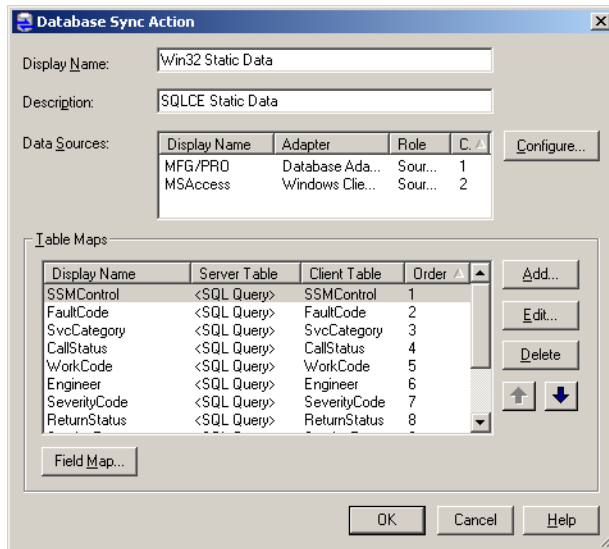 Database Sync Action
Display Name: Win32 Static Data
Description: SQLCE Static Data
Data Sources:
Display Name Adapter Role C.
MFG/PRO Database Ada... Sour... 1
MSAccess Windows Clie... Sour... 2
Configure...
Table Maps
Display Name Server Table Client Table Order
SSMControl <SQL Query> SSMControl 1
FaultCode <SQL Query> FaultCode 2
SvcCategory <SQL Query> SvcCategory 3
CallStatus <SQL Query> CallStatus 4
WorkCode <SQL Query> WorkCode 5
Engineer <SQL Query> Engineer 6
SeverityCode <SQL Query> SeverityCode 7
ReturnStatus <SQL Query> ReturnStatus 8
Add...
Edit...
Delete
Field Map...
OK Cancel Help